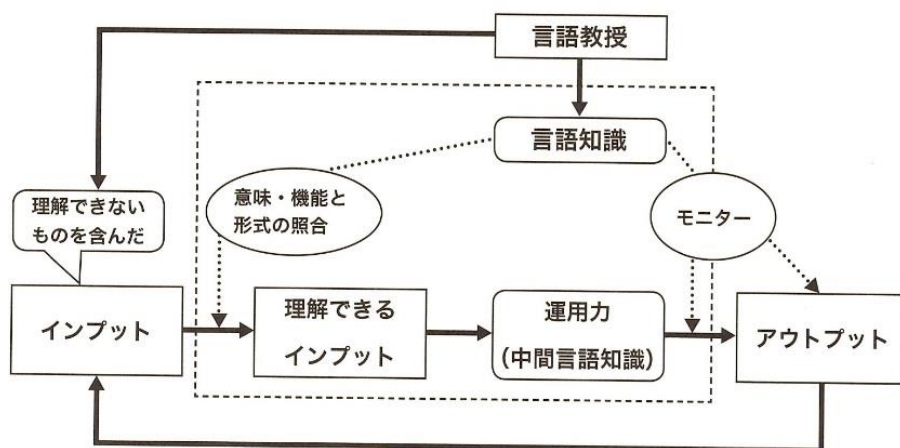 言語教授
言語知識
意味・機能と
形式の照合
モニター
理解できない
ものを含んだ
インプット
理解できる
インプット
運用力
(中間言語知識)
アウトプット